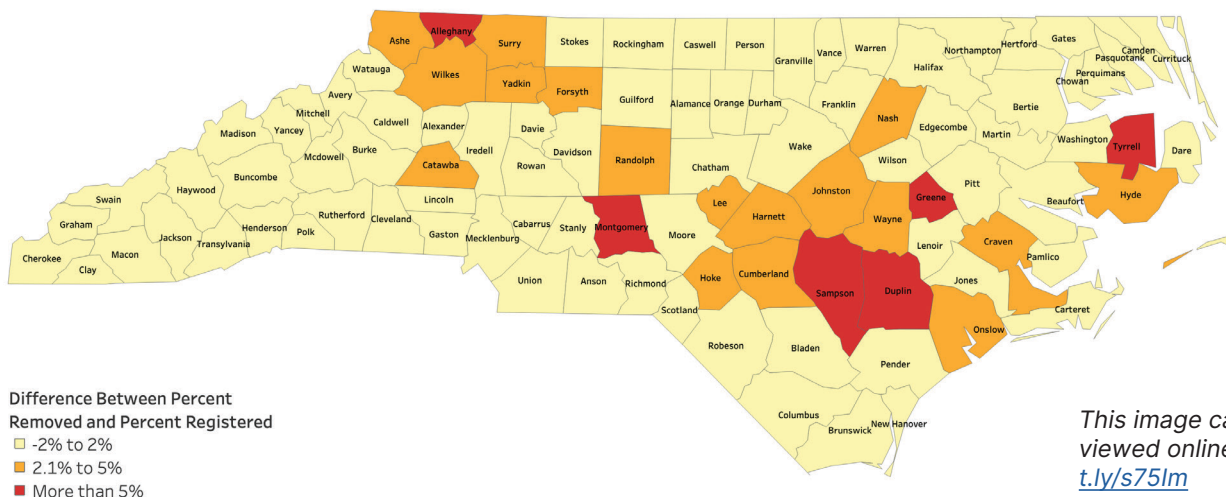 Alleghany
Ashe
Surry
Stokes
Rockingham
Caswell
Person
Vance
Warren
Granville
Northampton
Hertford
Gates
Camden
Pasquotank
Currituck
Perquimans
Chowan
Halifax
Watauga
Wilkes
Yadkin
Forsyth
Guilford
Alamance
Orange
Durham
Franklin
Nash
Bertie
Avery
Mitchell
Yancey
Madison
Caldwell
Alexander
Davie
Iredell
Davidson
Edgecombe
Martin
Washington
Tyrrell
Dare
Mcdowell
Burke
Catawba
Rowan
Randolph
Chatham
Wake
Wilson
Pitt
Buncombe
Haywood
Swain
Graham
Lincoln
Lee
Johnston
Greene
Beaufort
Hyde
Rutherford
Cleveland
Henderson
Polk
Gaston
Mecklenburg
Cabarrus
Stanly
Montgomery
Moore
Harnett
Wayne
Lenoir
Craven
Pamlico
Cherokee
Clay
Macon
Jackson
Transylvania
Union
Anson
Richmond
Scotland
Hoke
Cumberland
Sampson
Duplin
Jones
Onslow
Carteret
Robeson
Bladen
Pender
Columbus
Brunswick
New Hanover
Difference Between Percent
Removed and Percent Registered
-2% to 2%
2.1% to 5%
More than 5%
This image ca
viewed online
t.ly/s75Im